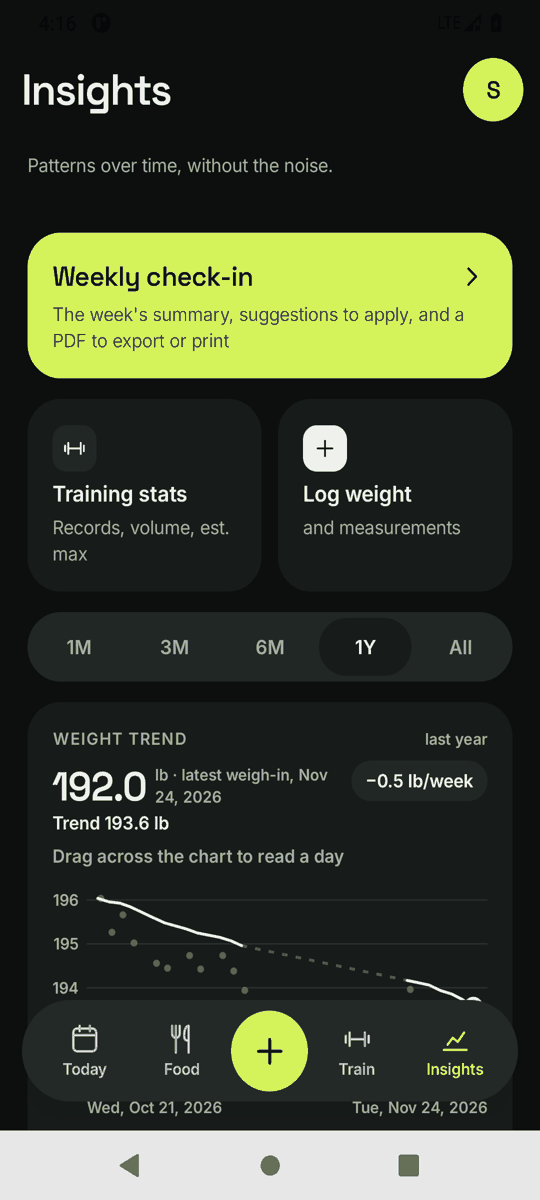 4:16
LTE
Insights
S
Patterns over time, without the noise.
Weekly check-in
The week's summary, suggestions to apply, and a
PDF to export or print
Training stats
Records, volume, est.
max
Log weight
and measurements
1M 3M 6M 1Y All
WEIGHT TREND
last year
192.0 lb · latest weigh-in, Nov
24, 2026
−0.5 lb/week
Trend 193.6 lb
Drag across the chart to read a day
196
195
194
Today
Food
Train
Insights
Wed, Oct 21, 2026
Tue, Nov 24, 2026